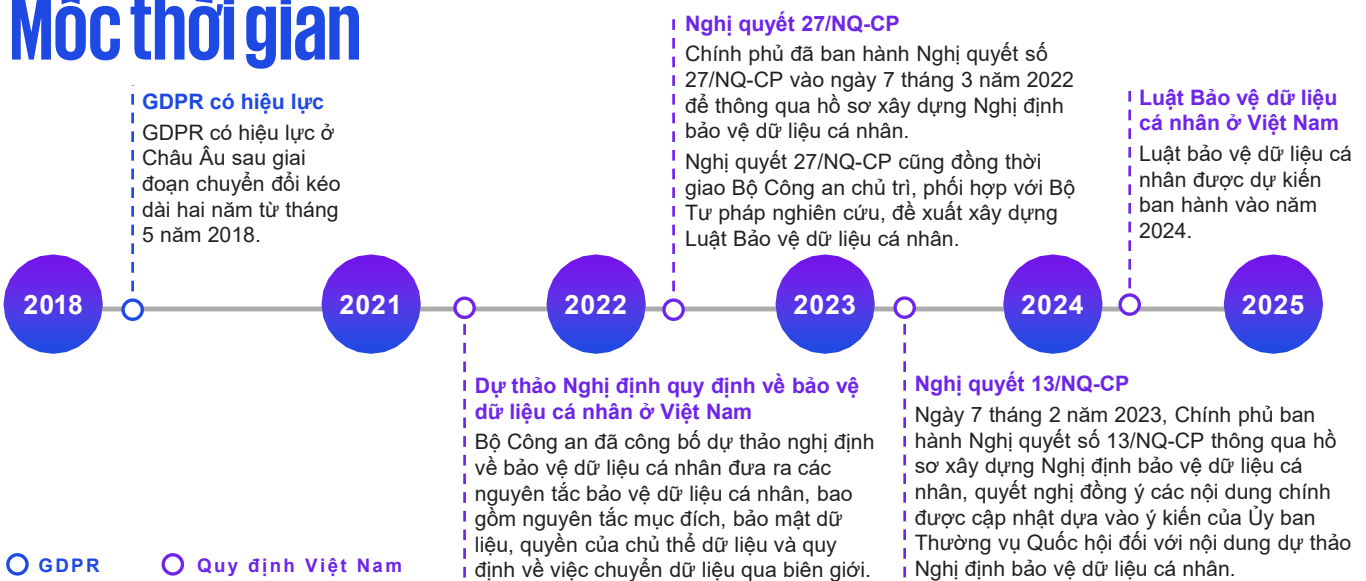 Mốc thời gian
GDPR có hiệu lực
GDPR có hiệu lực ở
Châu Âu sau giai
đoạn chuyển đổi kéo
dài hai năm từ tháng
5 năm 2018.
Nghị quyết 27/NQ-CP
Chính phủ đã ban hành Nghị quyết số
27/NQ-CP vào ngày 7 tháng 3 năm 2022
để thông qua hồ sơ xây dựng Nghị định
bảo vệ dữ liệu cá nhân.
Nghị quyết 27/NQ-CP cũng đồng thời
giao Bộ Công an chủ trì, phối hợp với Bộ
Tư pháp nghiên cứu, đề xuất xây dựng
Luật Bảo vệ dữ liệu cá nhân.
Luật Bảo vệ dữ liệu
cá nhân ở Việt Nam
Luật bảo vệ dữ liệu cá
nhân được dự kiến
ban hành vào năm
2024.
2018
2021
2022
2023
2024
2025
Dự thảo Nghị định quy định về bảo vệ
dữ liệu cá nhân ở Việt Nam
Bộ Công an đã công bố dự thảo nghị định
về bảo vệ dữ liệu cá nhân đưa ra các
nguyên tắc bảo vệ dữ liệu cá nhân, bao
gồm nguyên tắc mục đích, bảo mật dữ
liệu, quyền của chủ thể dữ liệu và quy
định về việc chuyển dữ liệu qua biên giới.
Nghị quyết 13/NQ-CP
Ngày 7 tháng 2 năm 2023, Chính phủ ban
hành Nghị quyết số 13/NQ-CP thông qua hồ
sơ xây dựng Nghị định bảo vệ dữ liệu cá
nhân, quyết nghị đồng ý các nội dung chính
được cập nhật dựa vào ý kiến của Ủy ban
Thường vụ Quốc hội đối với nội dung dự thảo
Nghị định bảo vệ dữ liệu cá nhân.
GDPR
Quy định Việt Nam